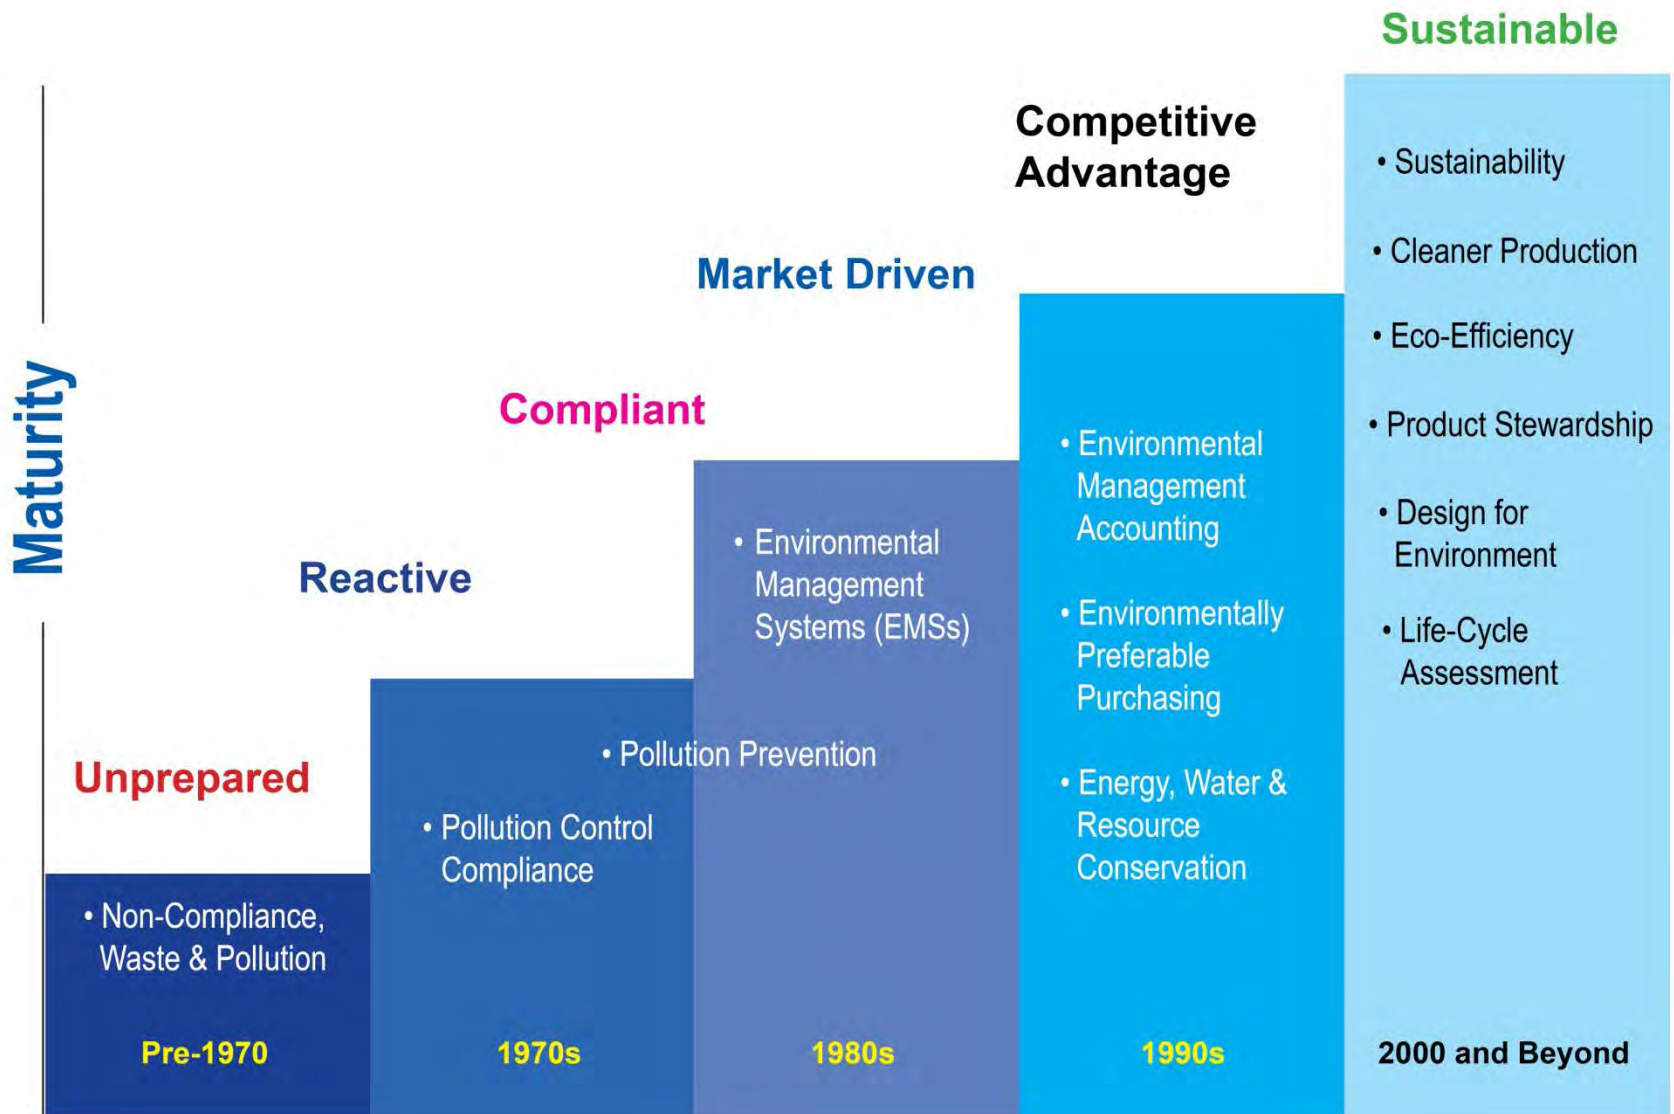 Sustainable
Competitive
Advantage
Market Driven
Compliant
Reactive
Unprepared
Maturity
• Non-Compliance,
Waste & Pollution
Pre-1970
• Pollution Prevention
• Pollution Control
Compliance
1970s
• Environmental
Management
Systems (EMSs)
1980s
• Environmental
Management
Accounting
• Environmentally
Preferable
Purchasing
• Energy, Water &
Resource
Conservation
1990s
• Sustainability
• Cleaner Production
• Eco-Efficiency
• Product Stewardship
• Design for
Environment
• Life-Cycle
Assessment
2000 and Beyond